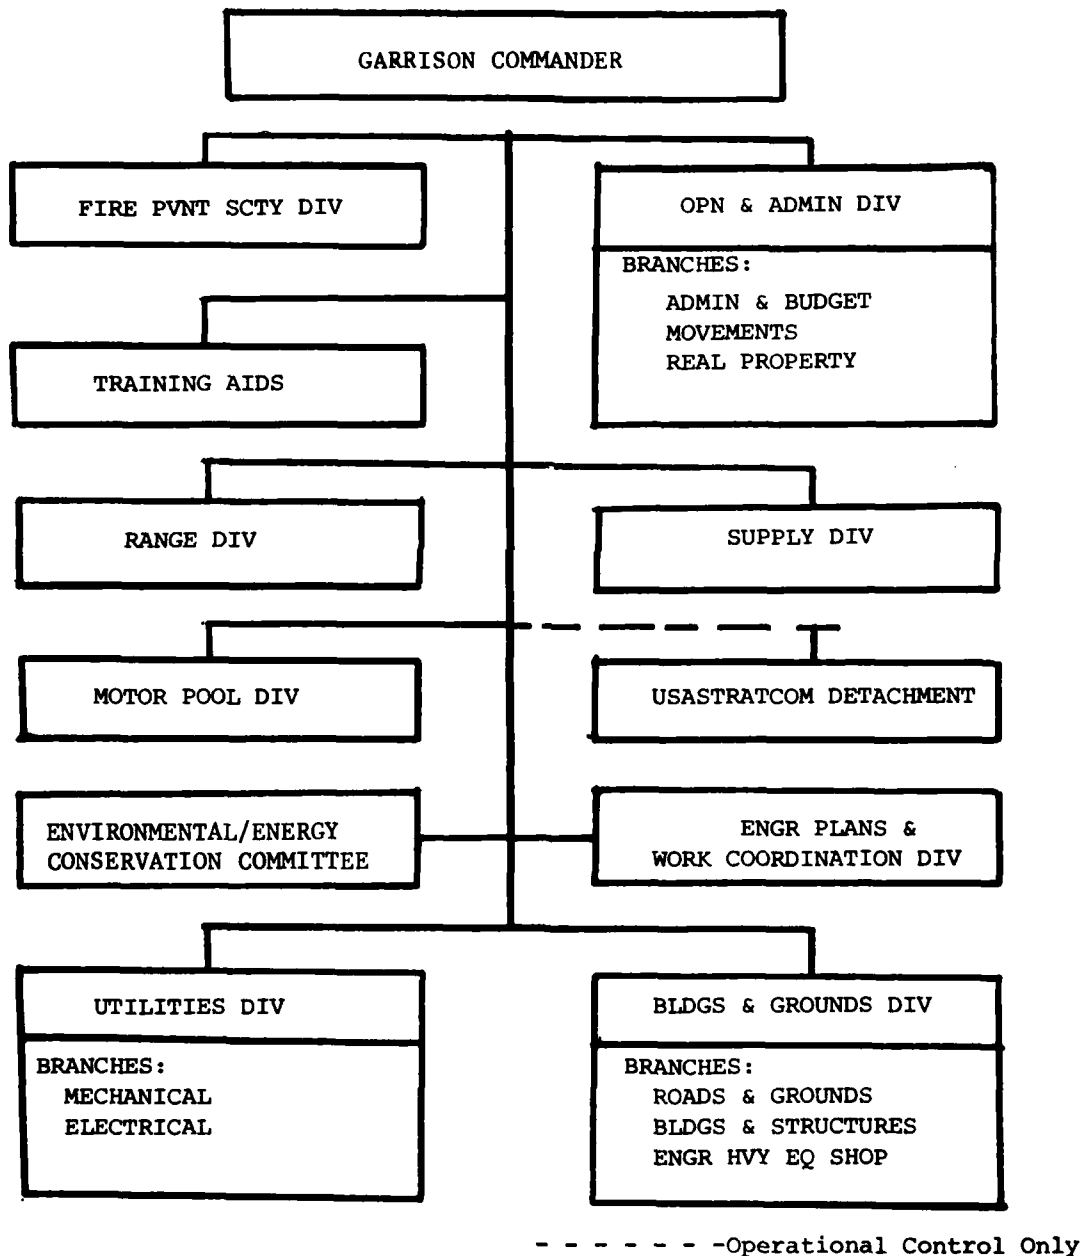 GARRISON COMMANDER
FIRE PVNT SCTY DIV
OPN & ADMIN DIV
BRANCHES:
ADMIN & BUDGET
MOVEMENTS
REAL PROPERTY
TRAINING AIDS
RANGE DIV
SUPPLY DIV
MOTOR POOL DIV
USASTRATCOM DETACHMENT
ENVIRONMENTAL/ENERGY
CONSERVATION COMMITTEE
ENGR PLANS &
WORK COORDINATION DIV
UTILITIES DIV
BRANCHES:
MECHANICAL
ELECTRICAL
BLDGS & GROUNDS DIV
BRANCHES:
ROADS & GROUNDS
BLDGS & STRUCTURES
ENGR HVY EQ SHOP
- - - - - - -Operational Control Only